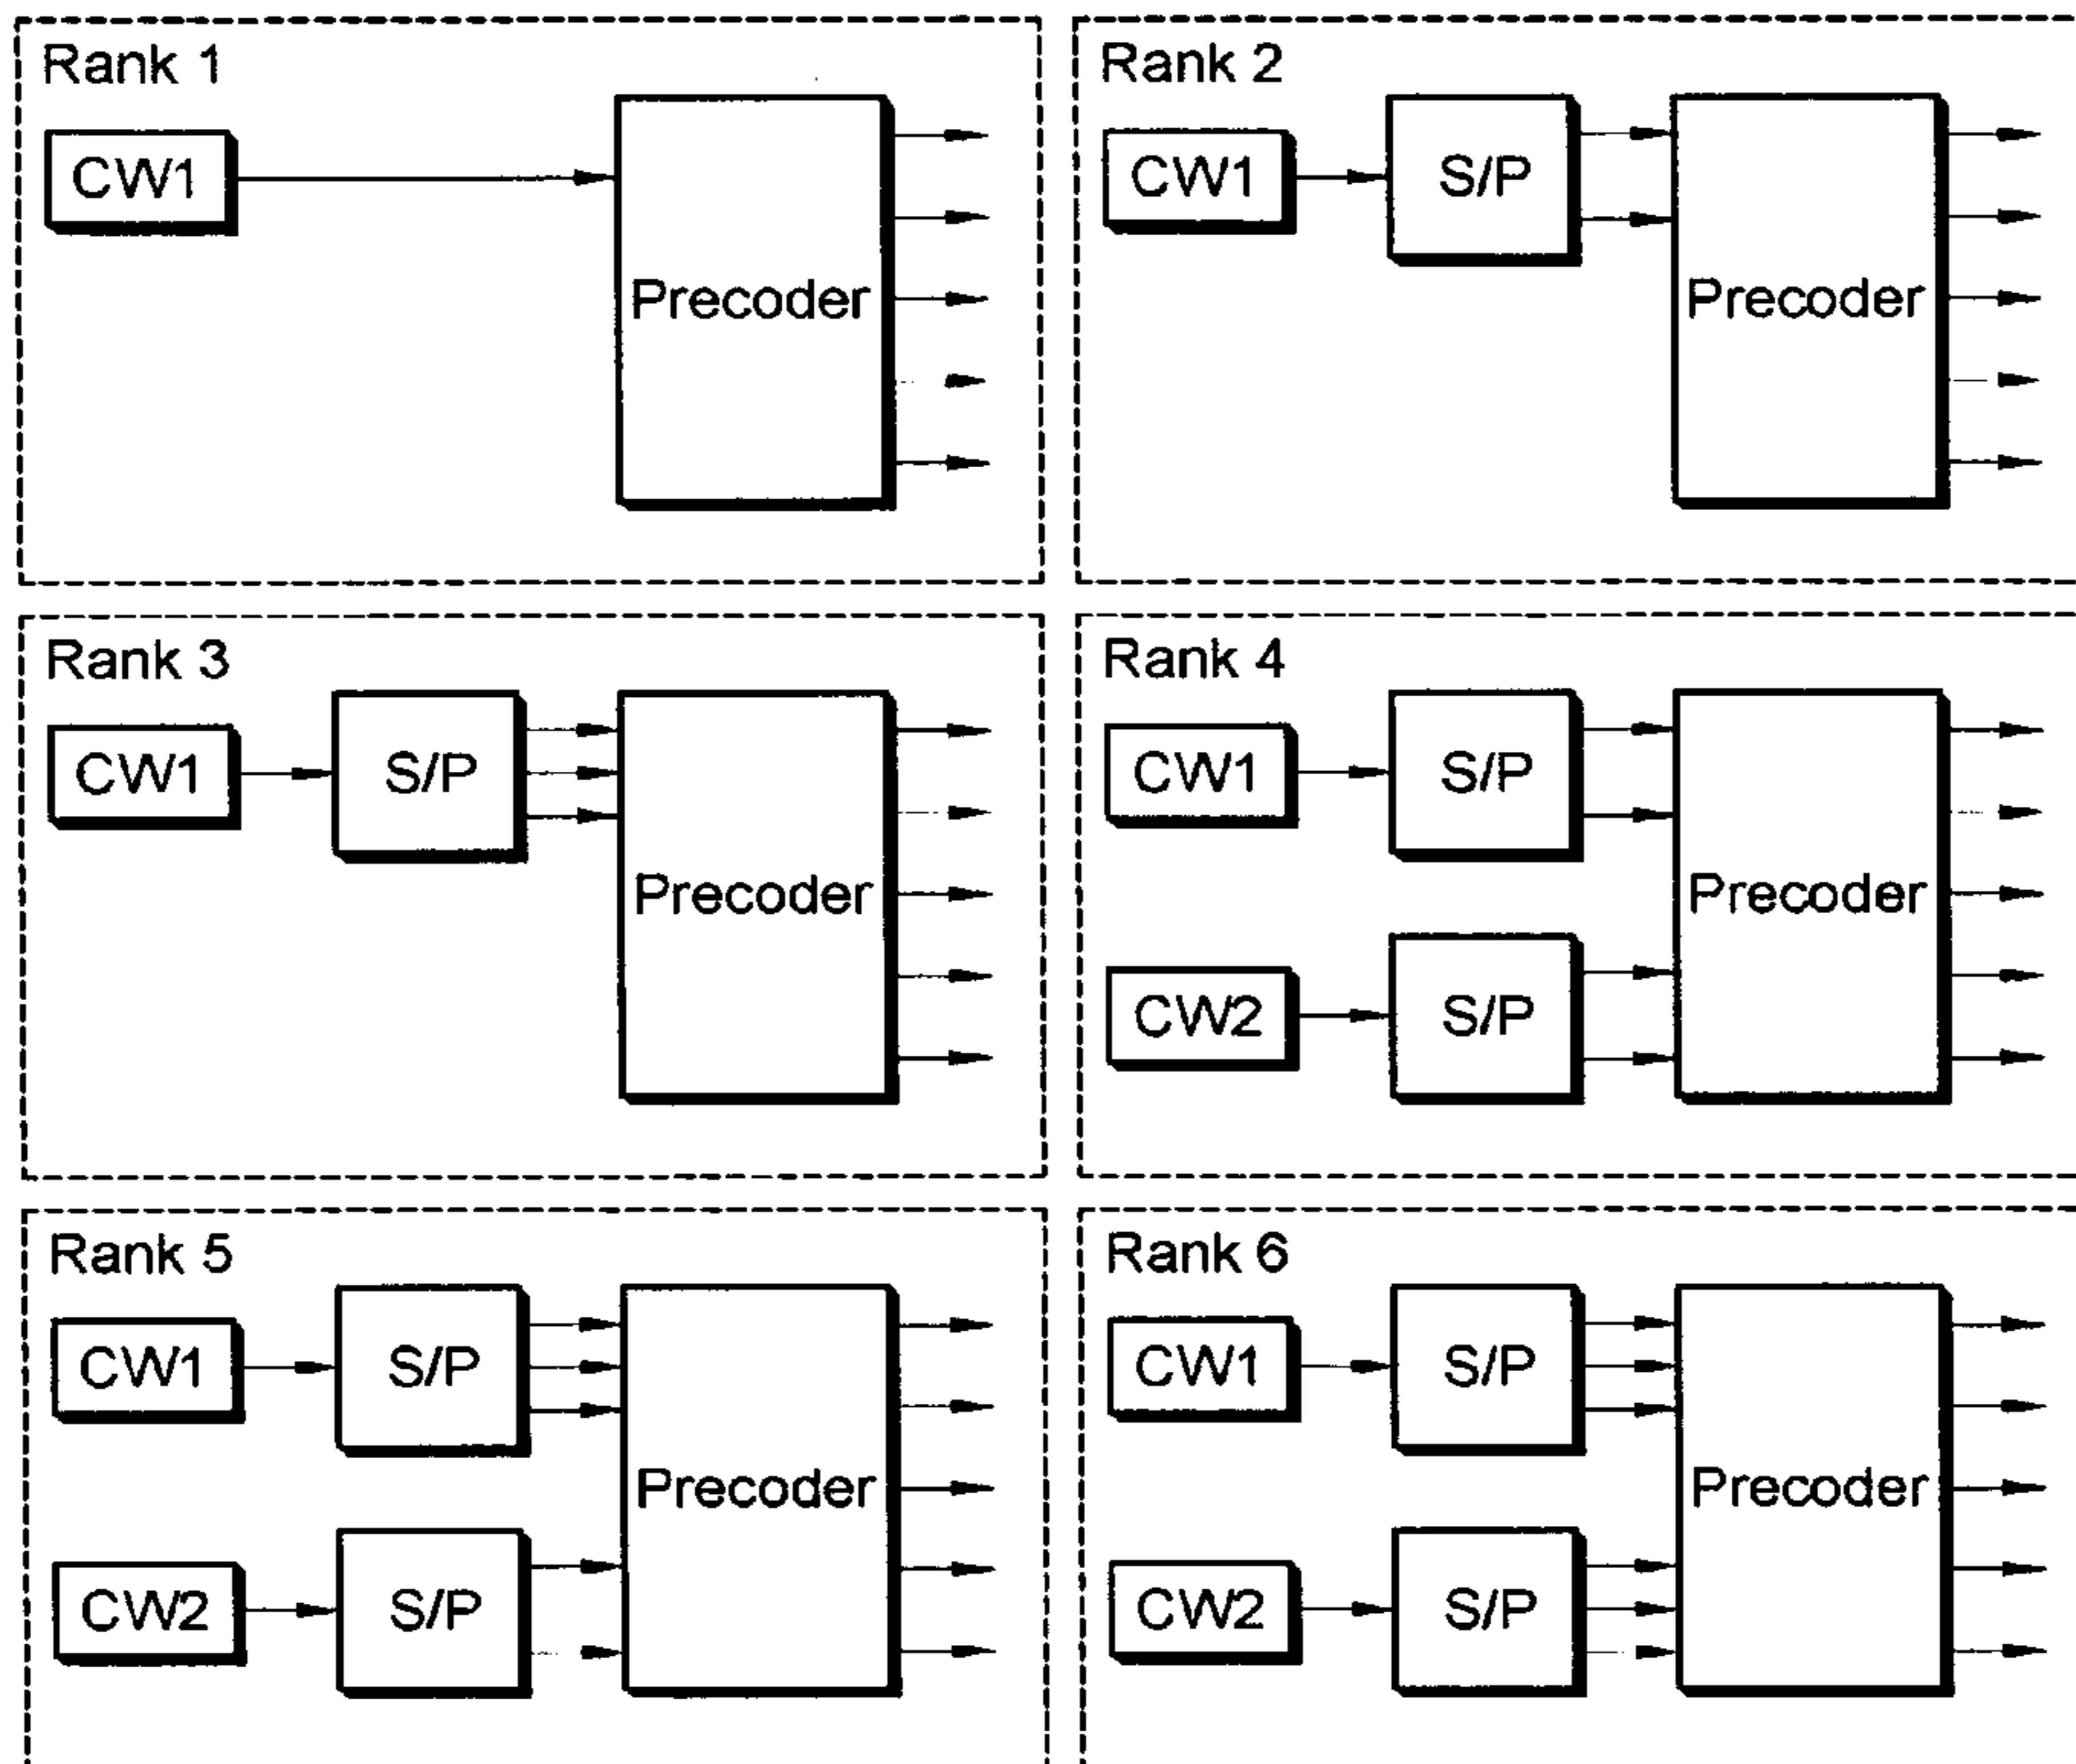 Rank 1
CW1
Precoder
Rank 2
CW1
S/P
Precoder
Rank 3
CW1
S/P
Precoder
Rank 4
CW1
S/P
Precoder
CW2
S/P
Rank 5
CW1
S/P
Precoder
CW2
S/P
Rank 6
CW1
S/P
Precoder
CW2
S/P